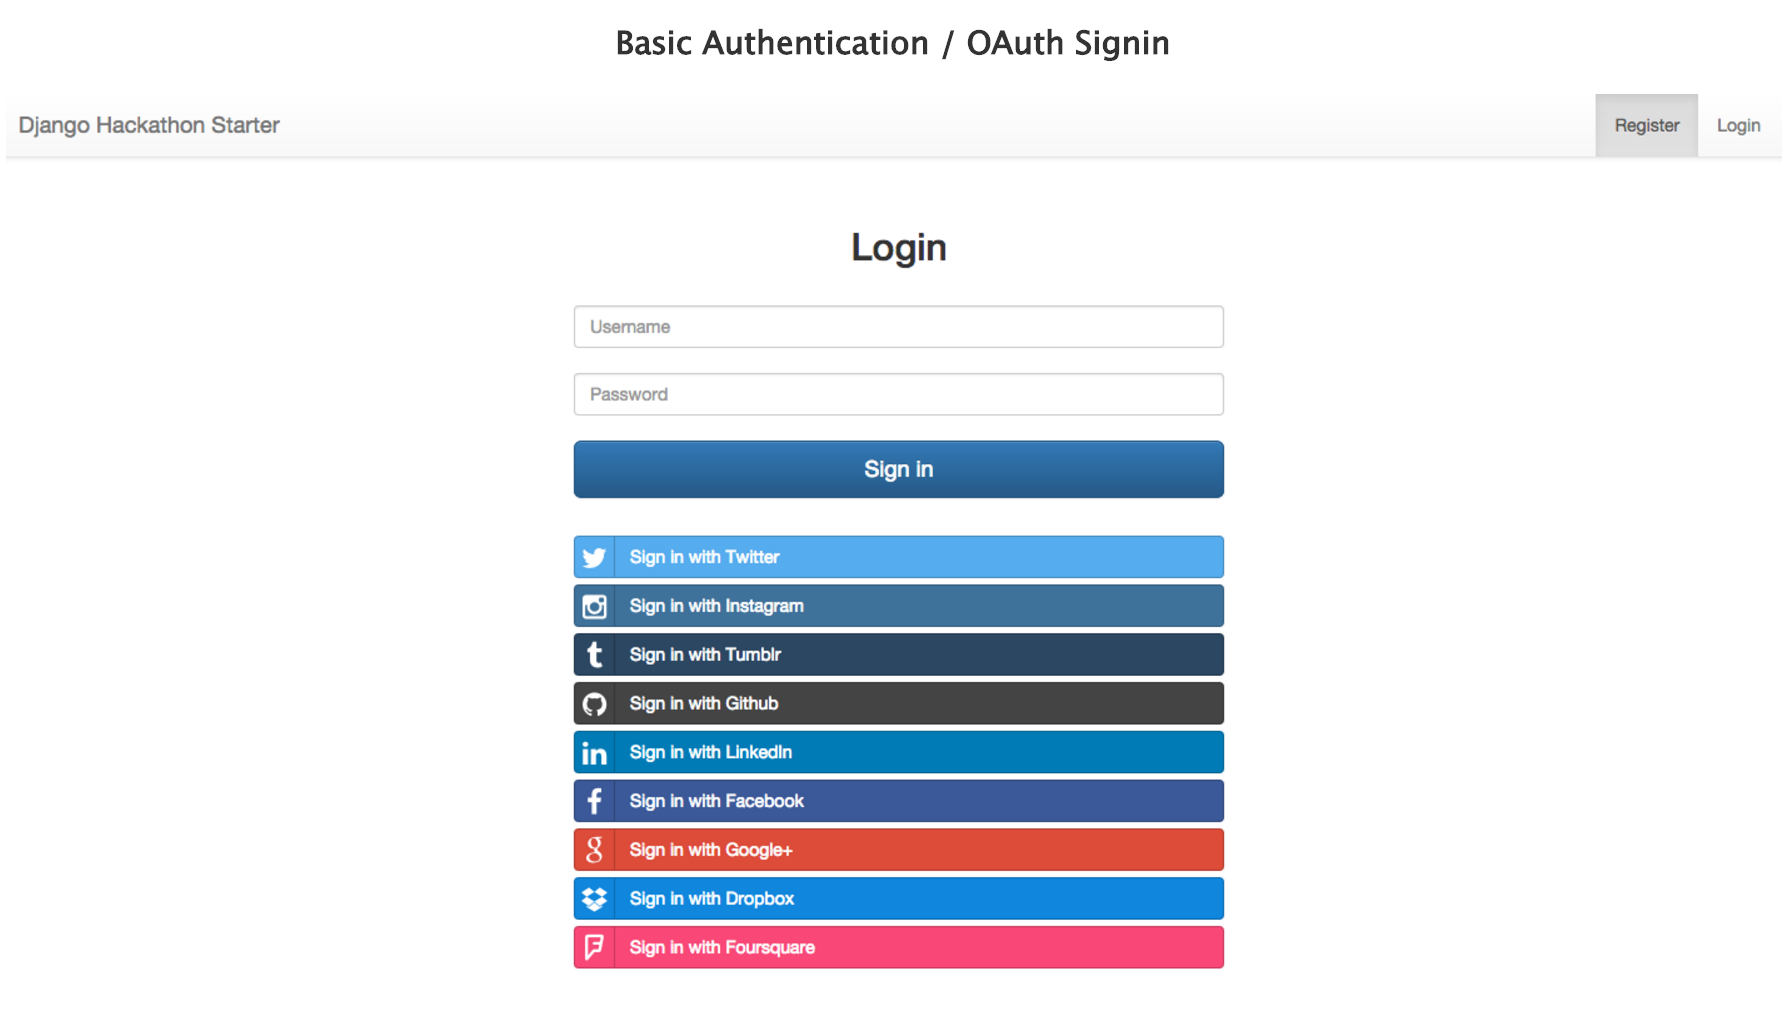 Basic Authentication / OAuth Signin
Django Hackathon Starter
Register
Login
Login
Username
Password
Sign in
Sign in with Twitter
Sign in with Instagram
Sign in with Tumblr
Sign in with Github
Sign in with LinkedIn
Sign in with Facebook
Sign in with Google+
Sign in with Dropbox
Sign in with Foursquare